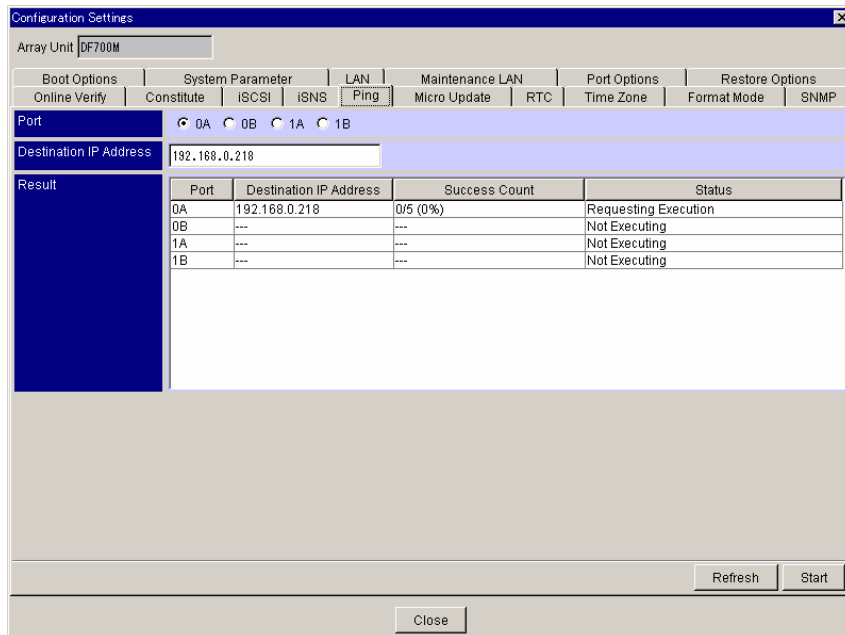 Configuration Settings
Array Unit DF700M
Boot Options System Parameter LAN Maintenance LAN Port Options Restore Options
Online Verify Constitute iSCSI iSNS Ping Micro Update RTC Time Zone Format Mode SNMP
Port 0A 0B 1A 1B
Destination IP Address 192.168.0.218
Result
Port Destination IP Address Success Count Status
0A 192.168.0.218 0/5 (0%) Requesting Execution
0B --- --- Not Executing
1A --- --- Not Executing
1B --- --- Not Executing
Refresh Start
Close